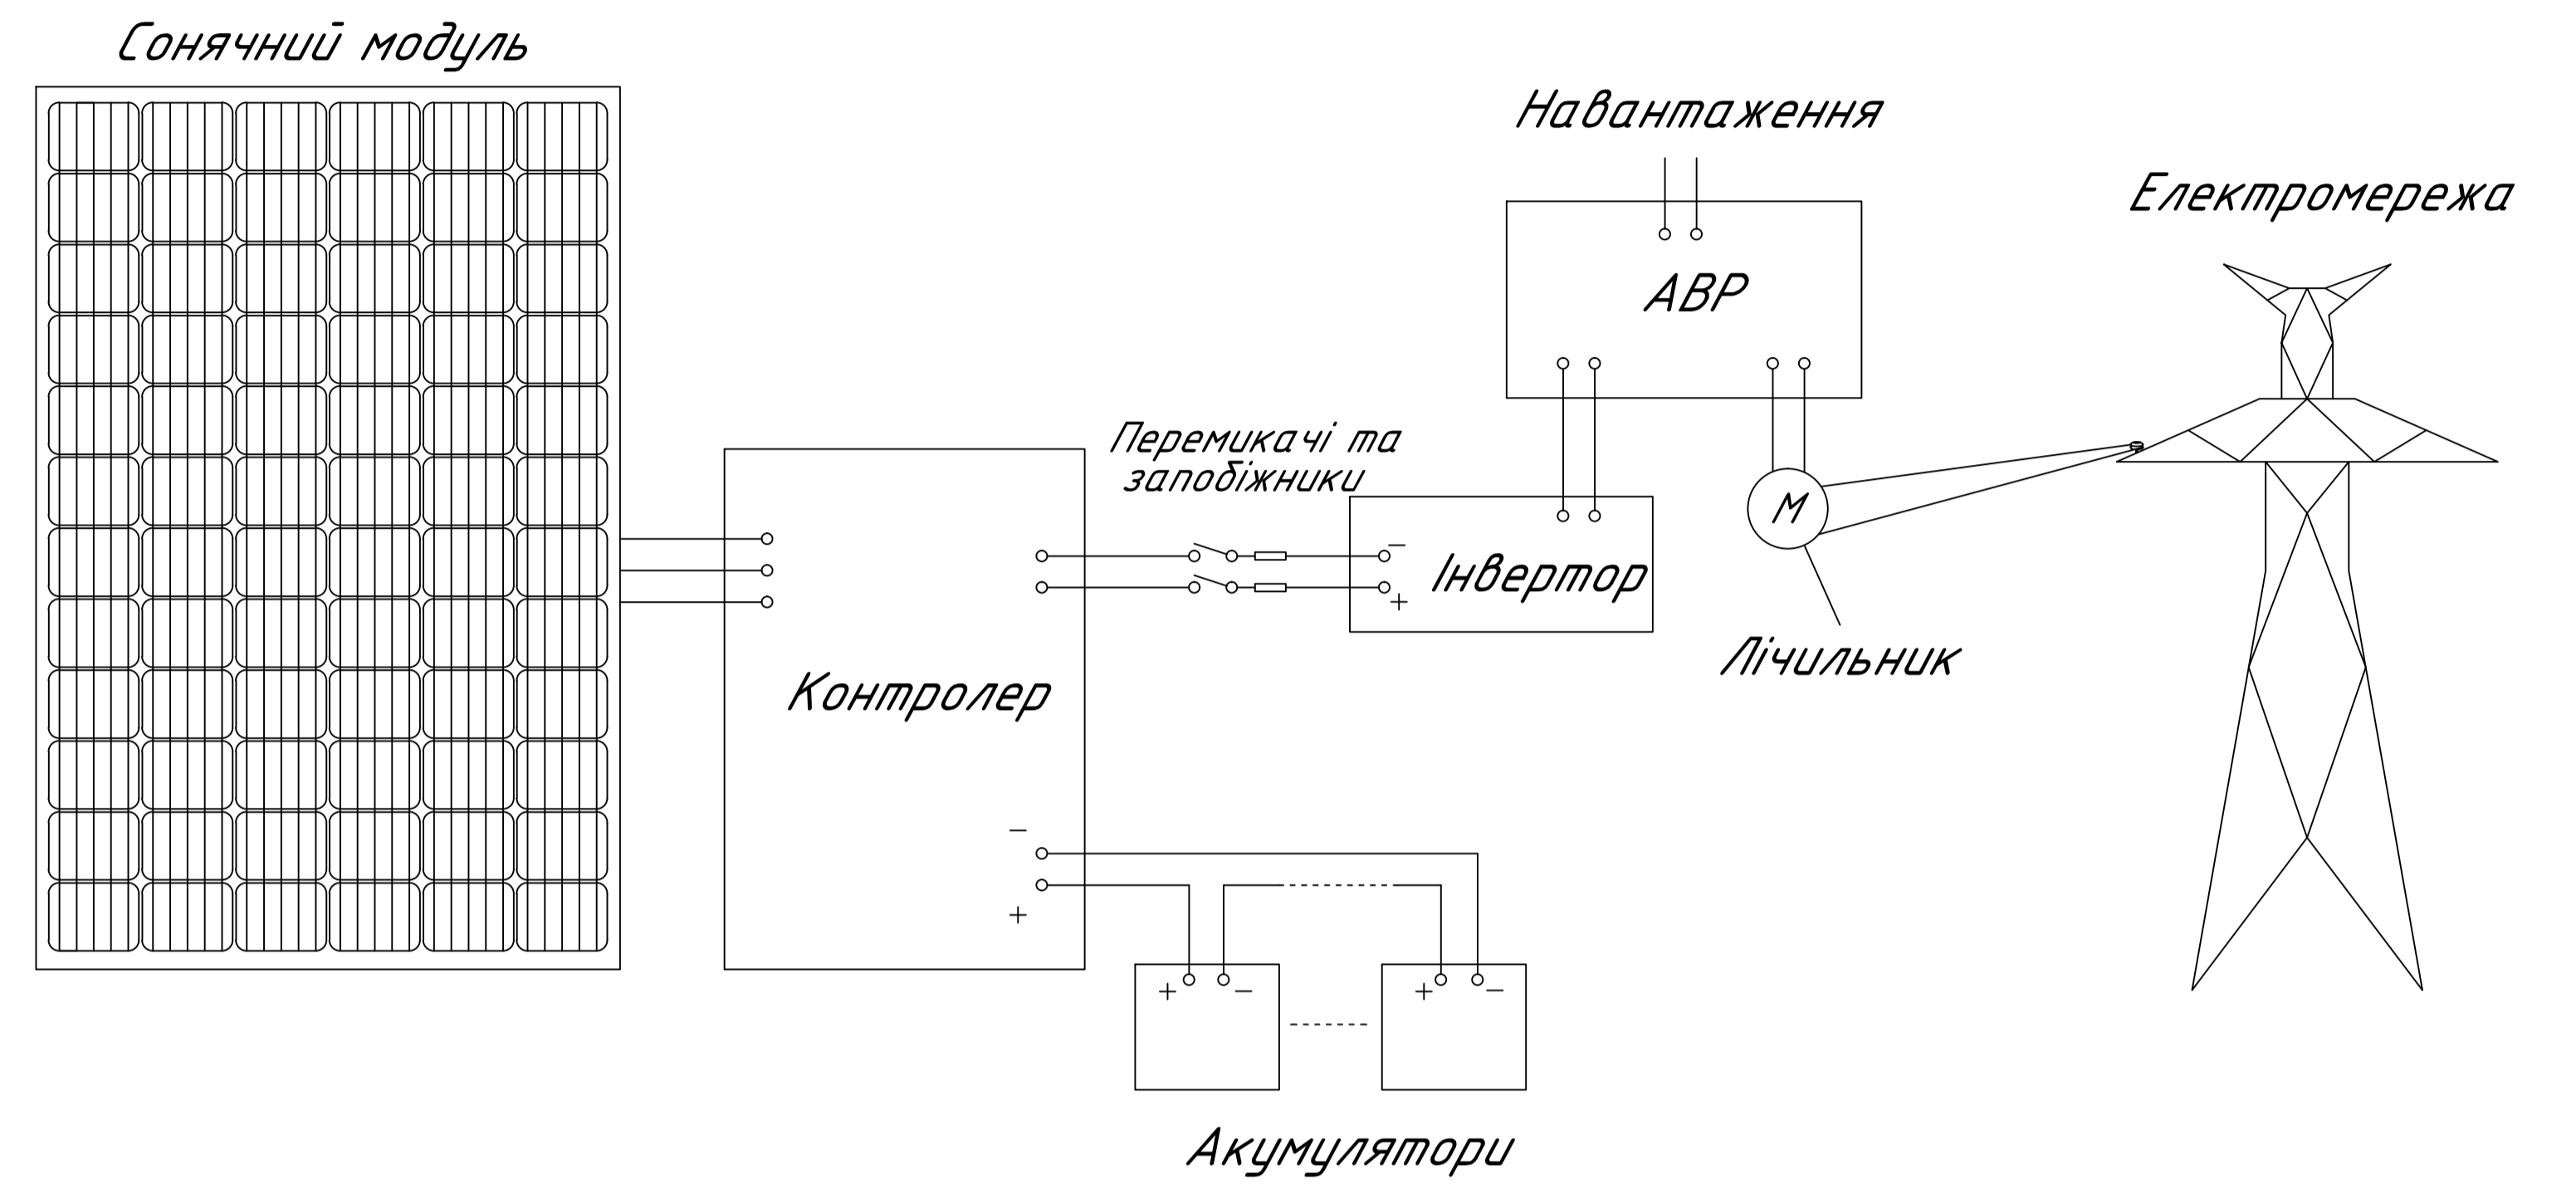 Сонячний модуль
Навантаження
Електромережа
АВР
Перемикачі та
запобіжники
М
−
Інвертор
+
Лічильник
Контролер
−
+
+ −
+ −
Акумулятори